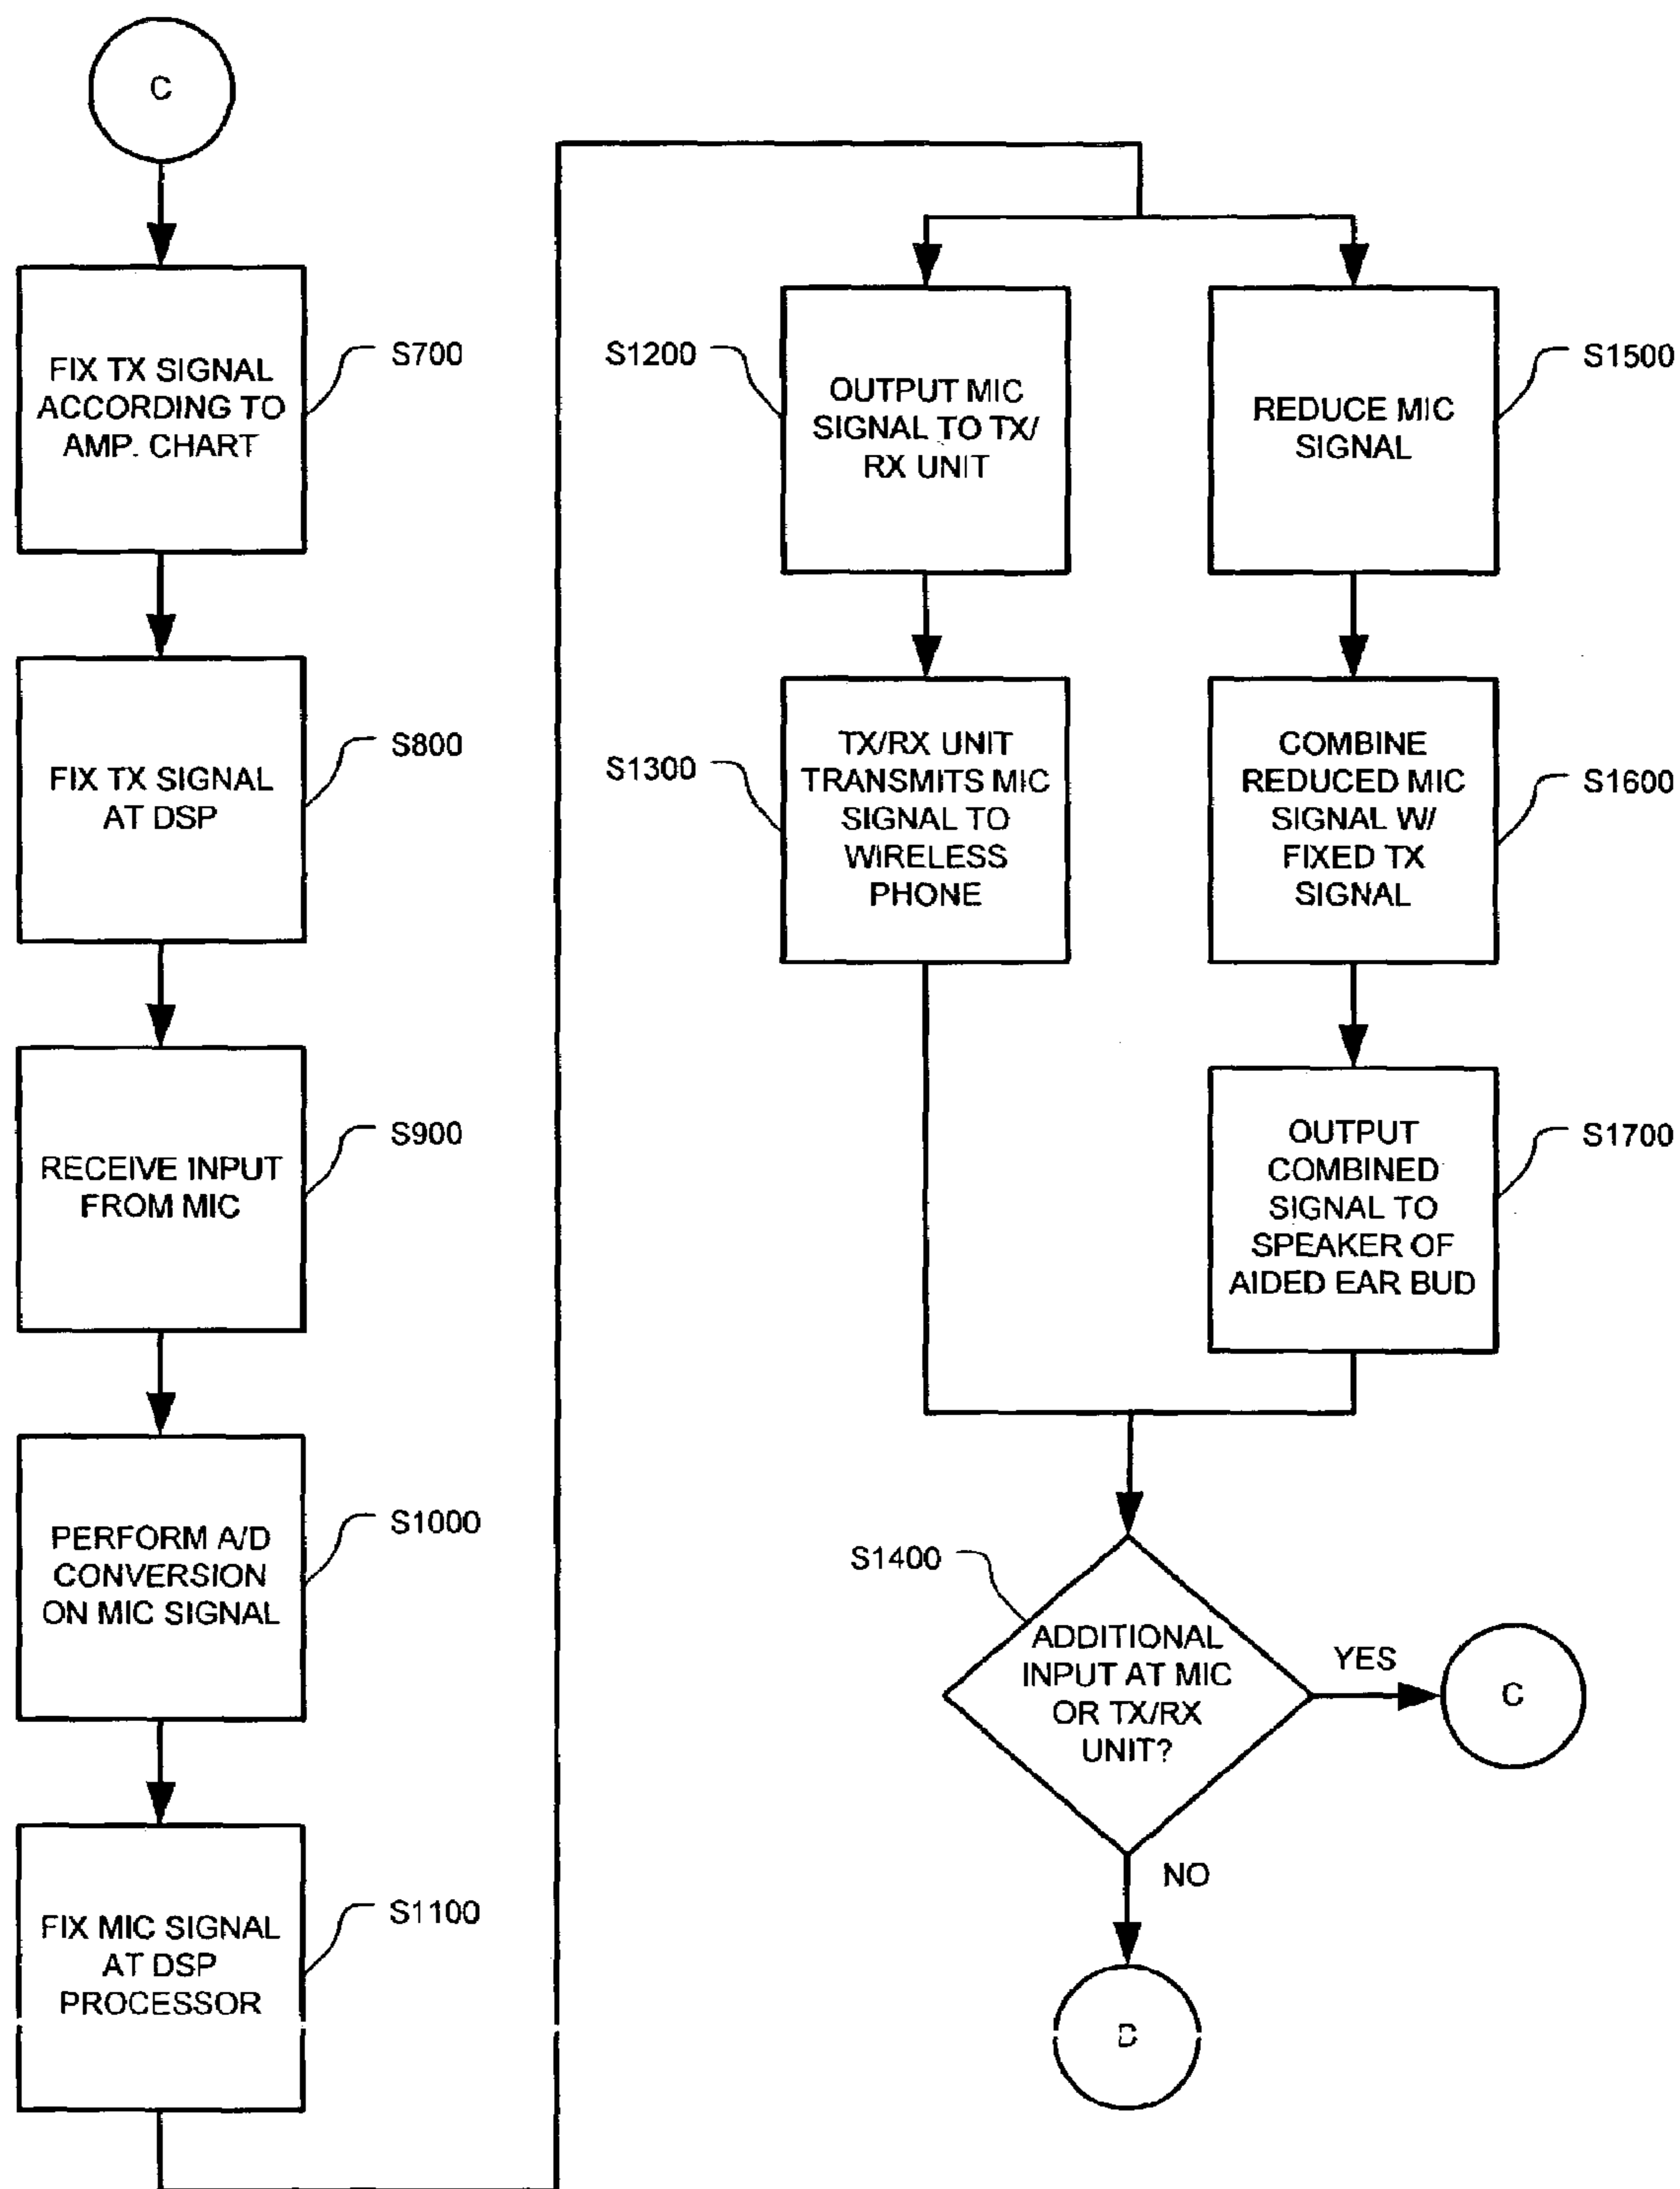 C
FIX TX SIGNAL
ACCORDING TO
AMP. CHART
S700
FIX TX SIGNAL
AT DSP
S800
RECEIVE INPUT
FROM MIC
S900
PERFORM A/D
CONVERSION
ON MIC SIGNAL
S1000
FIX MIC SIGNAL
AT DSP
PROCESSOR
S1100
S1200
OUTPUT MIC
SIGNAL TO TX/
RX UNIT
S1300
TX/RX UNIT
TRANSMITS MIC
SIGNAL TO
WIRELESS
PHONE
REDUCE MIC
SIGNAL
S1500
COMBINE
REDUCED MIC
SIGNAL W/
FIXED TX
SIGNAL
S1600
OUTPUT
COMBINED
SIGNAL TO
SPEAKER OF
AIDED EAR BUD
S1700
S1400
ADDITIONAL
INPUT AT MIC
OR TX/RX
UNIT?
YES
C
NO
D